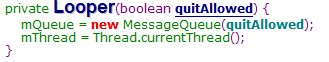 private Looper(boolean quitAllowed) {
mQueue = new MessageQueue(quitAllowed);
mThread = Thread.currentThread();
}